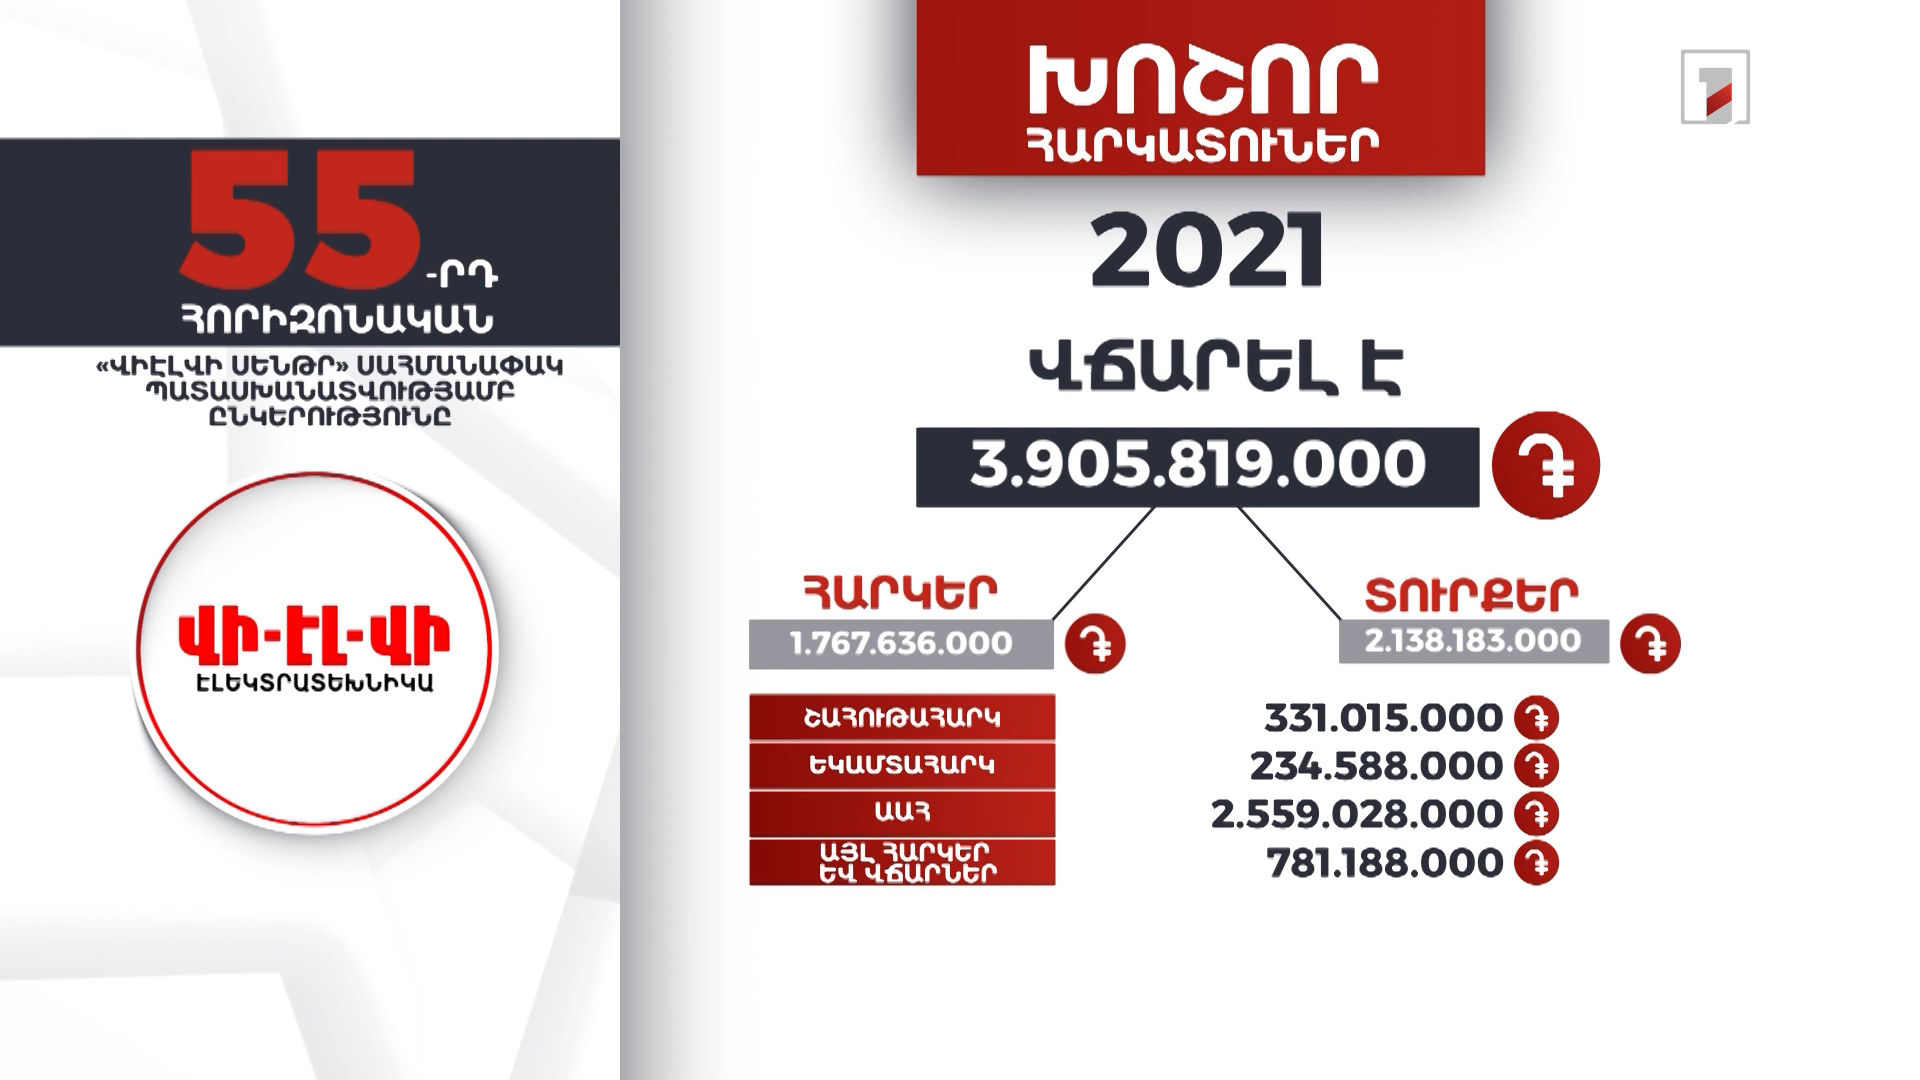 55
-ՐԴ
ՀՈՐԻԶՈՆԱԿԱՆ
«ՎԻԷԼՎԻ ՍԵՆԹՐ» ՍԱՀՄԱՆԱՓԱԿ
ՊԱՏԱՍԽԱՆԱՏՎՈՒԹՅԱՄԲ
ԸՆԿԵՐՈՒԹՅՈՒՆԸ
ՎԻ-ԷԼ-ՎԻ
ԷԼԵԿՏՐԱՏԵԽՆԻԿԱ
ԽՈՇՈՐ
ՀԱՐԿԱՏՈՒՆԵՐ
1
2021
ՎՃԱՐԵԼ Է
3.905.819.000 ֏
ՀԱՐԿԵՐ
1.767.636.000 ֏
ՏՈՒՐՔԵՐ
2.138.183.000 ֏
ՇԱՀՈՒԹԱՀԱՐԿ 331.015.000 ֏
ԵԿԱՄՏԱՀԱՐԿ 234.588.000 ֏
ԱԱՀ 2.559.028.000 ֏
ԱՅԼ ՀԱՐԿԵՐ
ԵՎ ՎՃԱՐՆԵՐ 781.188.000 ֏